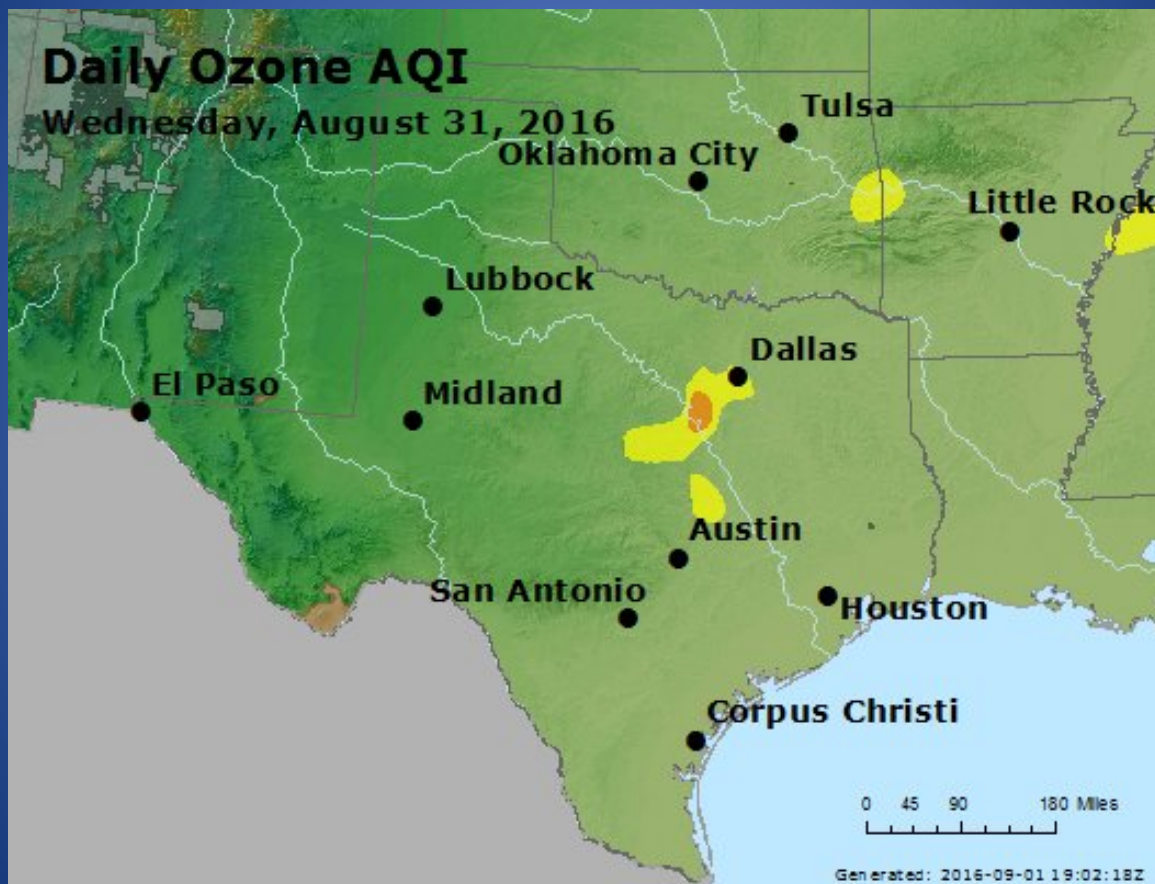 Daily Ozone AQI
Wednesday, August 31, 2016
Tulsa
Oklahoma City
Little Rock
Lubbock
Dallas
El Paso
Midland
Austin
San Antonio
Houston
Corpus Christi
0 45 90 180 Miles
Generated: 2016-09-01 19:02:18Z